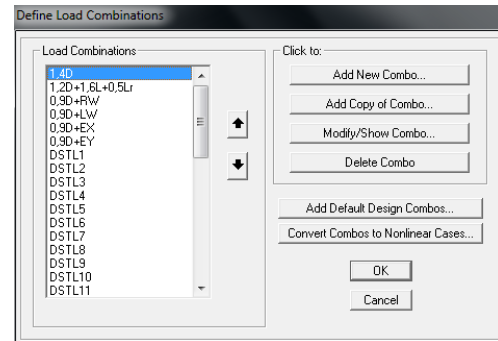 Define Load Combinations
Load Combinations
1,4D
1,2D+1,6L+0,5Lr
0,9D+RW
0,9D+LW
0,9D+EX
0,9D+EY
DSTL1
DSTL2
DSTL3
DSTL4
DSTL5
DSTL6
DSTL7
DSTL8
DSTL9
DSTL10
DSTL11
Click to:
Add New Combo...
Add Copy of Combo...
Modify/Show Combo...
Delete Combo
Add Default Design Combos...
Convert Combos to Nonlinear Cases...
OK
Cancel